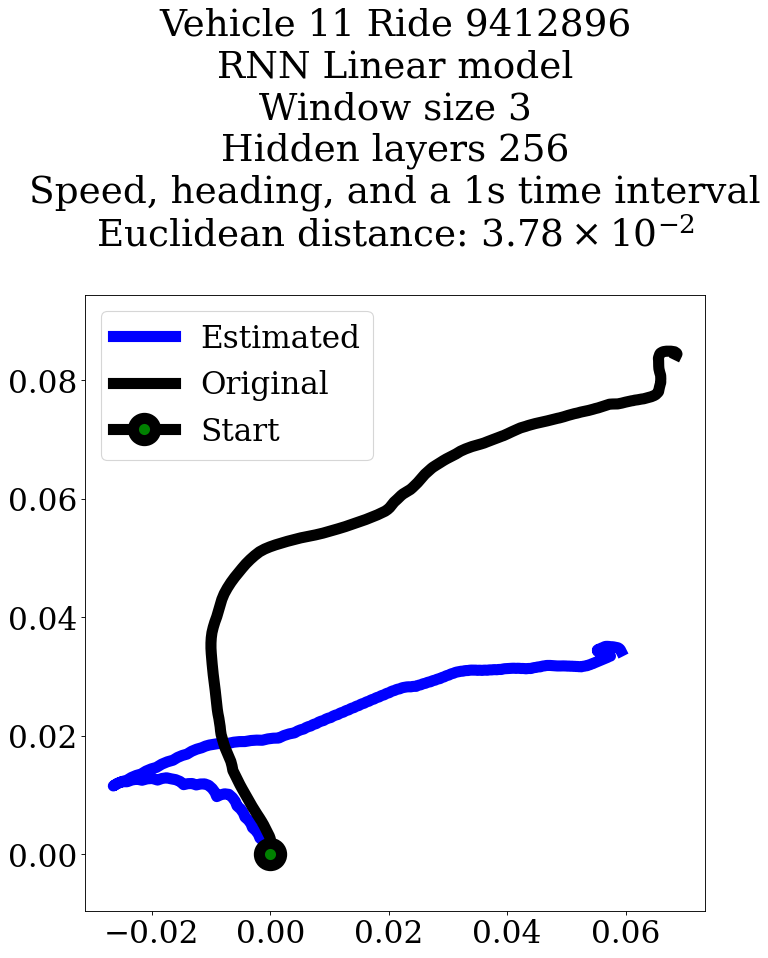 Vehicle 11 Ride 9412896
RNN Linear model
Window size 3
Hidden layers 256
Speed, heading, and a 1s time interval
Euclidean distance: 3.78 × 10⁻²
Estimated
Original
Start
0.08
0.06
0.04
0.02
0.00
−0.02 0.00 0.02 0.04 0.06